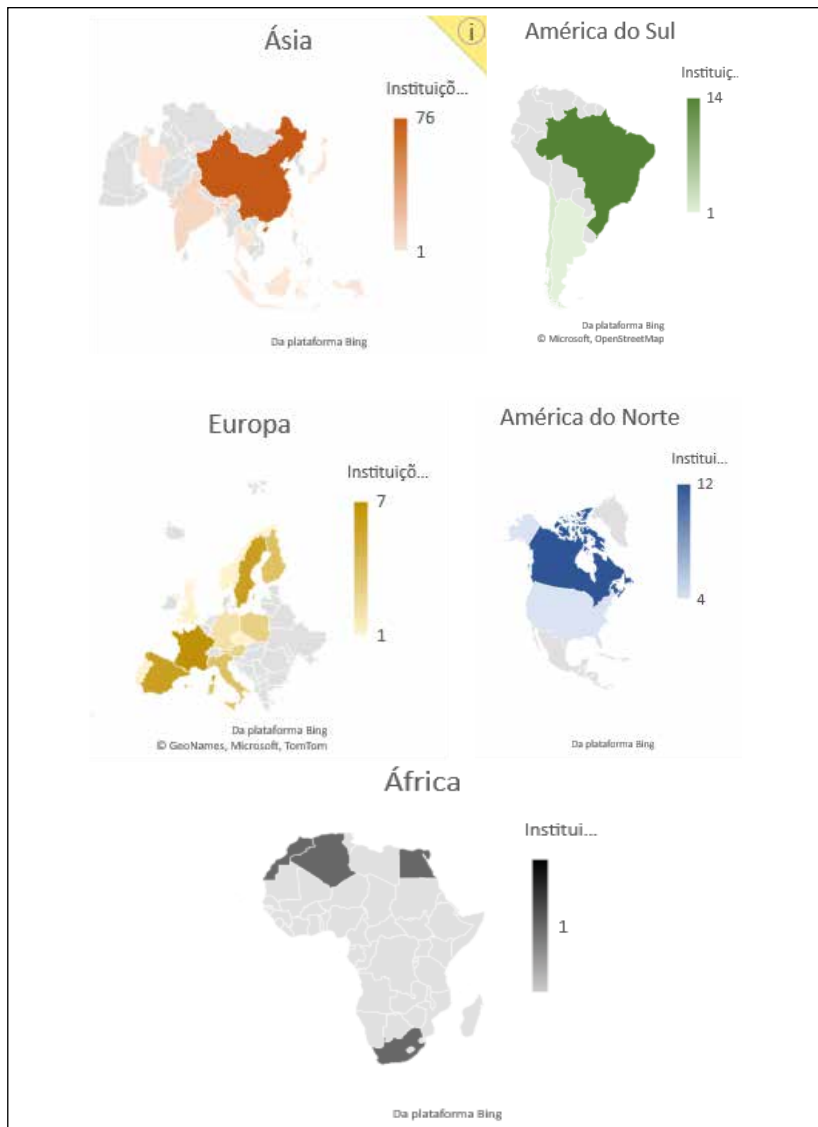 Ásia
i
Instituiçõ...
76
1
Da plataforma Bing
América do Sul
Instituiç..
14
1
Da plataforma Bing
© Microsoft, OpenStreetMap
Europa
Instituiçõ...
7
1
Da plataforma Bing
© GeoNames, Microsoft, TomTom
América do Norte
Institui...
12
4
Da plataforma Bing
África
Institui...
1
Da plataforma Bing